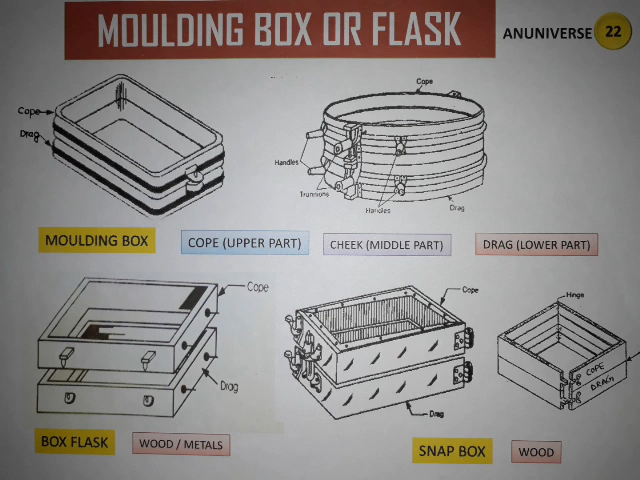 MOULDING BOX OR FLASK
ANUNIVERSE 22
Cope
Drag
Cope
Handles
Trunnions
Handles
Drag
MOULDING BOX
COPE (UPPER PART)
CHEEK (MIDDLE PART)
DRAG (LOWER PART)
Cope
Drag
Cope
Drag
Hinge
COPE
DRAG
BOX FLASK
WOOD / METALS
SNAP BOX
WOOD